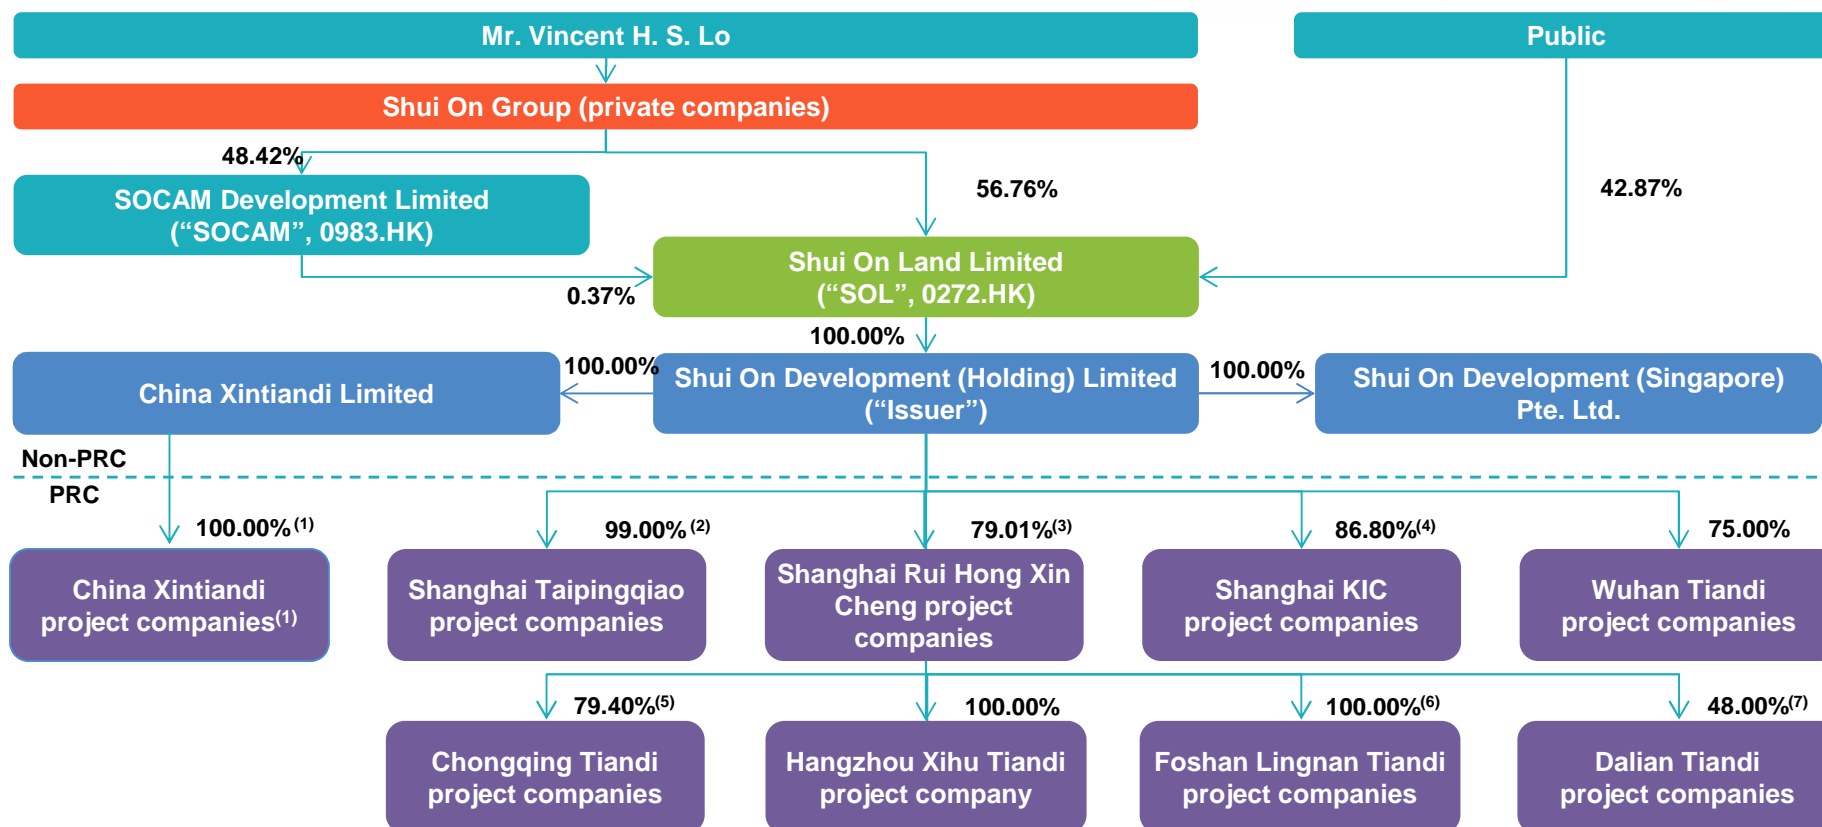 Mr. Vincent H. S. Lo
Public
Shui On Group (private companies)
48.42%
56.76%
42.87%
SOCAM Development Limited
(“SOCAM”, 0983.HK)
Shui On Land Limited
(“SOL”, 0272.HK)
0.37%
100.00%
China Xintiandi Limited
100.00%
Shui On Development (Holding) Limited
(“Issuer”)
100.00%
Shui On Development (Singapore)
Pte. Ltd.
Non-PRC
PRC
100.00%(1)
99.00%(2)
79.01%(3)
86.80%(4)
75.00%
China Xintiandi
project companies(1)
Shanghai Taipingqiao
project companies
Shanghai Rui Hong Xin
Cheng project
companies
Shanghai KIC
project companies
Wuhan Tiandi
project companies
79.40%(5)
100.00%
100.00%(6)
48.00%(7)
Chongqing Tiandi
project companies
Hangzhou Xihu Tiandi
project company
Foshan Lingnan Tiandi
project companies
Dalian Tiandi
project companies